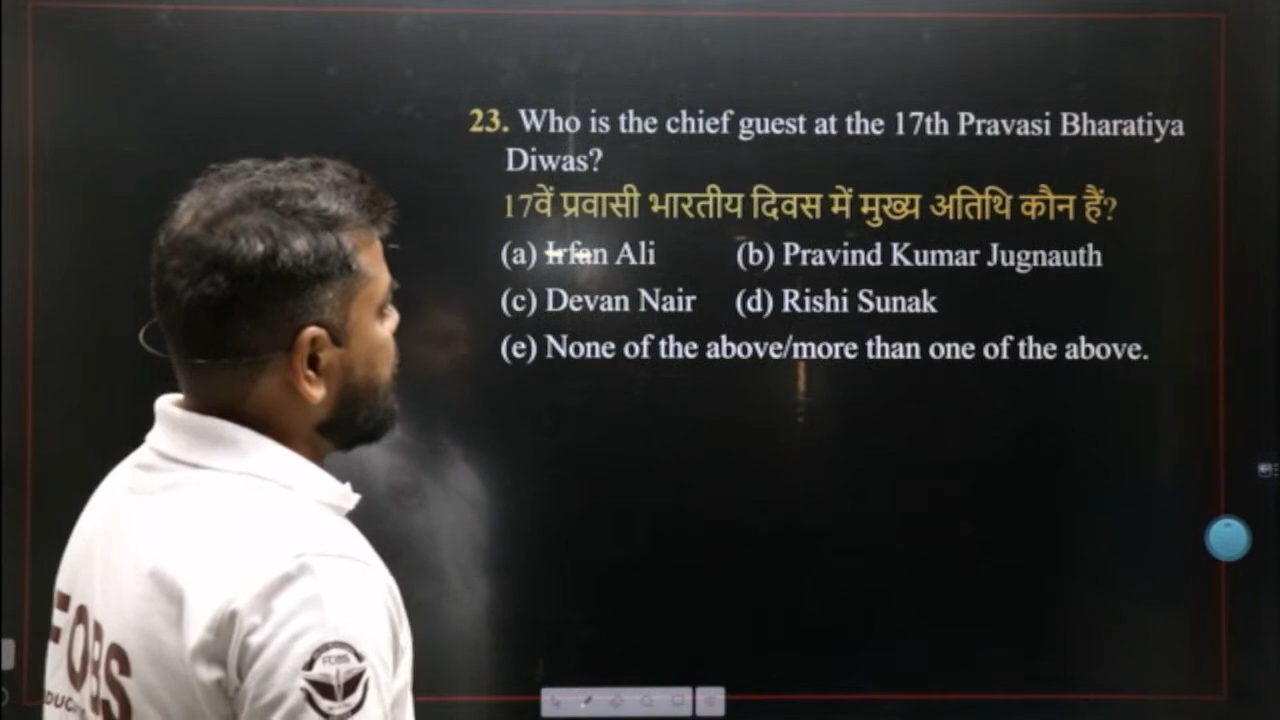 23. Who is the chief guest at the 17th Pravasi Bharatiya
Diwas?
17वें प्रवासी भारतीय दिवस में मुख्य अतिथि कौन हैं?
(a) Irfan Ali (b) Pravind Kumar Jugnauth
(c) Devan Nair (d) Rishi Sunak
(e) None of the above/more than one of the above.
FOBS